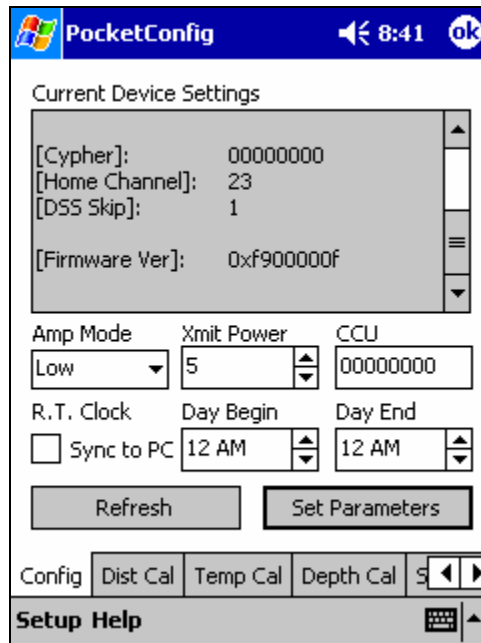 PocketConfig 8:41 ok
Current Device Settings
[Cypher]: 00000000
[Home Channel]: 23
[DSS Skip]: 1
[Firmware Ver]: 0xf900000f
Amp Mode Xmit Power CCU
Low 5 00000000
R.T. Clock Day Begin Day End
Sync to PC 12 AM 12 AM
Refresh Set Parameters
Config Dist Cal Temp Cal Depth Cal S
Setup Help